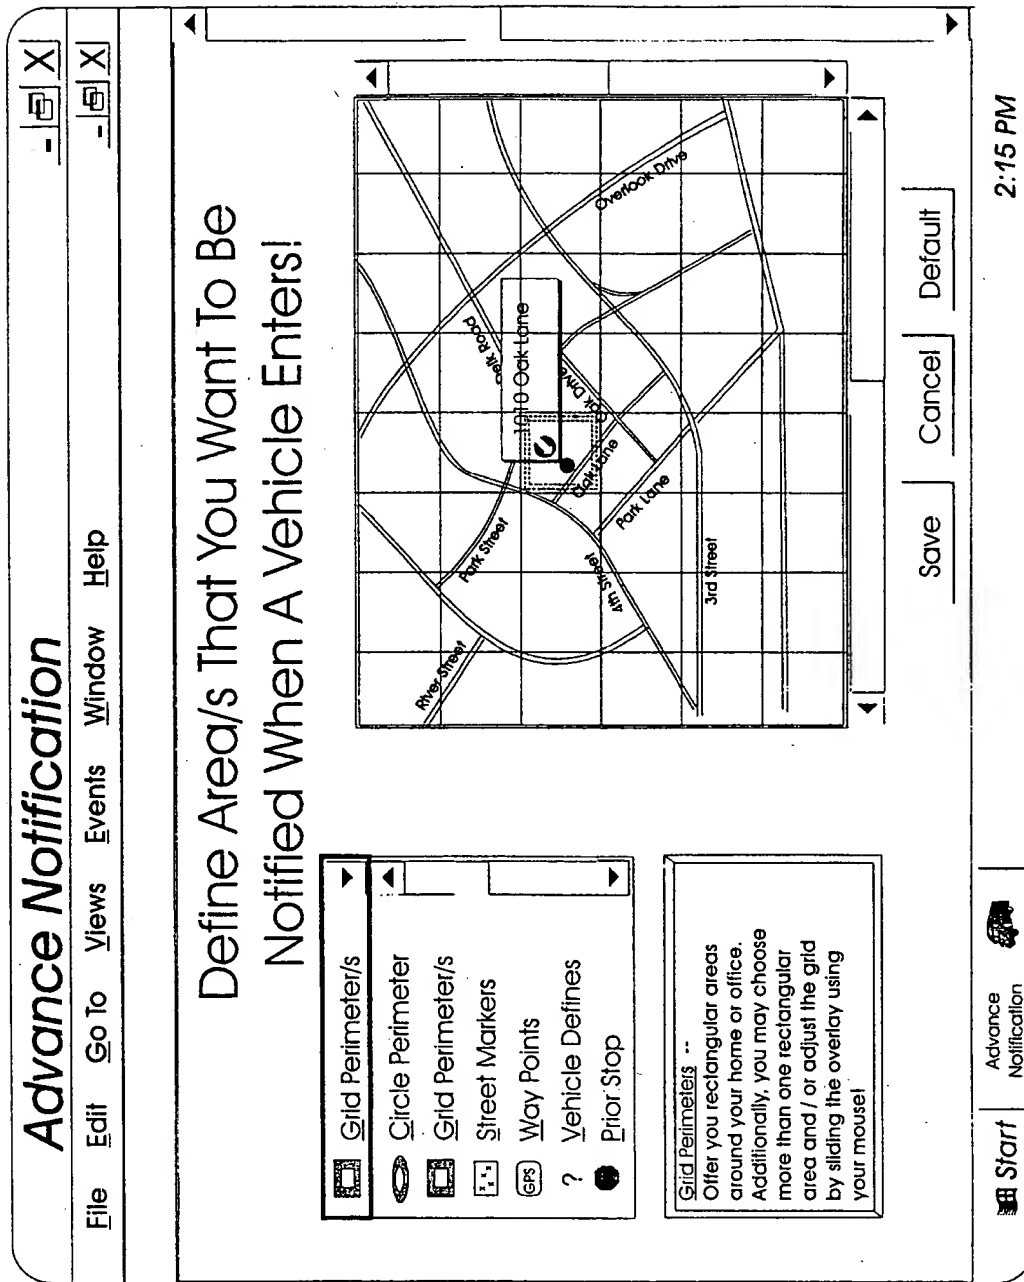 Advance Notification
File Edit Go To Views Events Window Help
Define Area/s That You Want To Be
Notified When A Vehicle Enters!
Grid Perimeter/s
Circle Perimeter
Grid Perimeter/s
Street Markers
GPS Way Points
? Vehicle Defines
Prior Stop
Grid Perimeters --
Offer you rectangular areas
around your home or office.
Additionally, you may choose
more than one rectangular
area and / or adjust the grid
by sliding the overlay using
your mouse!
River Street
Park Street
4th Street
3rd Street
Park Lane
Oak Lane
Oak Drive
1010 Oak Lane
Road
Overlook Drive
Save Cancel Default
Start
Advance
Notification
2:15 PM